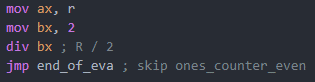 mov ax, r
mov bx, 2
div bx ; R / 2
jmp end_of_eva ; skip ones_counter_even